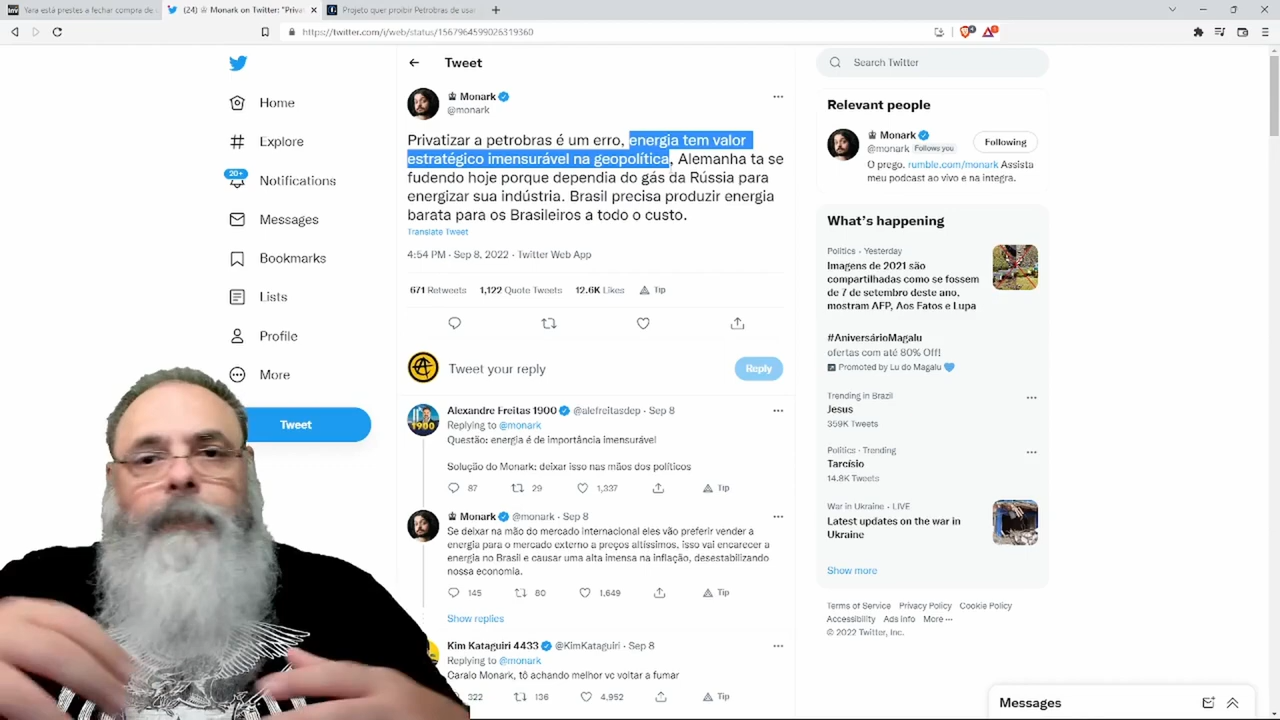 Yara está prestes a fechar compra de
(24) ♔ Monark on Twitter: "Privat
Projeto quer proibir Petrobras de usar
https://twitter.com/i/web/status/1567964599026319360
Home
Explore
20+
Notifications
Messages
Bookmarks
Lists
Profile
More
Tweet
Tweet
♔ Monark
@monark
Privatizar a petrobras é um erro, energia tem valor
estratégico imensurável na geopolítica, Alemanha ta se
fudendo hoje porque dependia do gás da Rússia para
energizar sua indústria. Brasil precisa produzir energia
barata para os Brasileiros a todo o custo.
Translate Tweet
4:54 PM · Sep 8, 2022 · Twitter Web App
671 Retweets 1,122 Quote Tweets 12.6K Likes Tip
Tweet your reply
Reply
Alexandre Freitas 1900 @alefreitasdep · Sep 8
Replying to @monark
Questão: energia é de importância imensurável
Solução do Monark: deixar isso nas mãos dos políticos
87 29 1,337 Tip
♔ Monark @monark · Sep 8
Se deixar na mão do mercado internacional eles vão preferir vender a
energia para o mercado externo a preços altíssimos, isso vai encarecer a
energia no Brasil e causar uma alta imensa na inflação, desestabilizando
nossa economia.
145 80 1,649 Tip
Show replies
Kim Kataguiri 4433 @KimKataguiri · Sep 8
Replying to @monark
Caraio Monark, tô achando melhor vc voltar a fumar
322 136 4,952 Tip
Search Twitter
Relevant people
♔ Monark
@monark Follows you
Following
O prego. rumble.com/monark Assista
meu podcast ao vivo e na integra.
What's happening
Politics · Yesterday
Imagens de 2021 são
compartilhadas como se fossem
de 7 de setembro deste ano,
mostram AFP, Aos Fatos e Lupa
#AniversárioMagalu
ofertas com até 80% Off!
Promoted by Lu do Magalu
Trending in Brazil
Jesus
359K Tweets
Politics · Trending
Tarcísio
14.8K Tweets
War in Ukraine · LIVE
Latest updates on the war in
Ukraine
Show more
Terms of Service Privacy Policy Cookie Policy
Accessibility Ads info More ···
© 2022 Twitter, Inc.
Messages